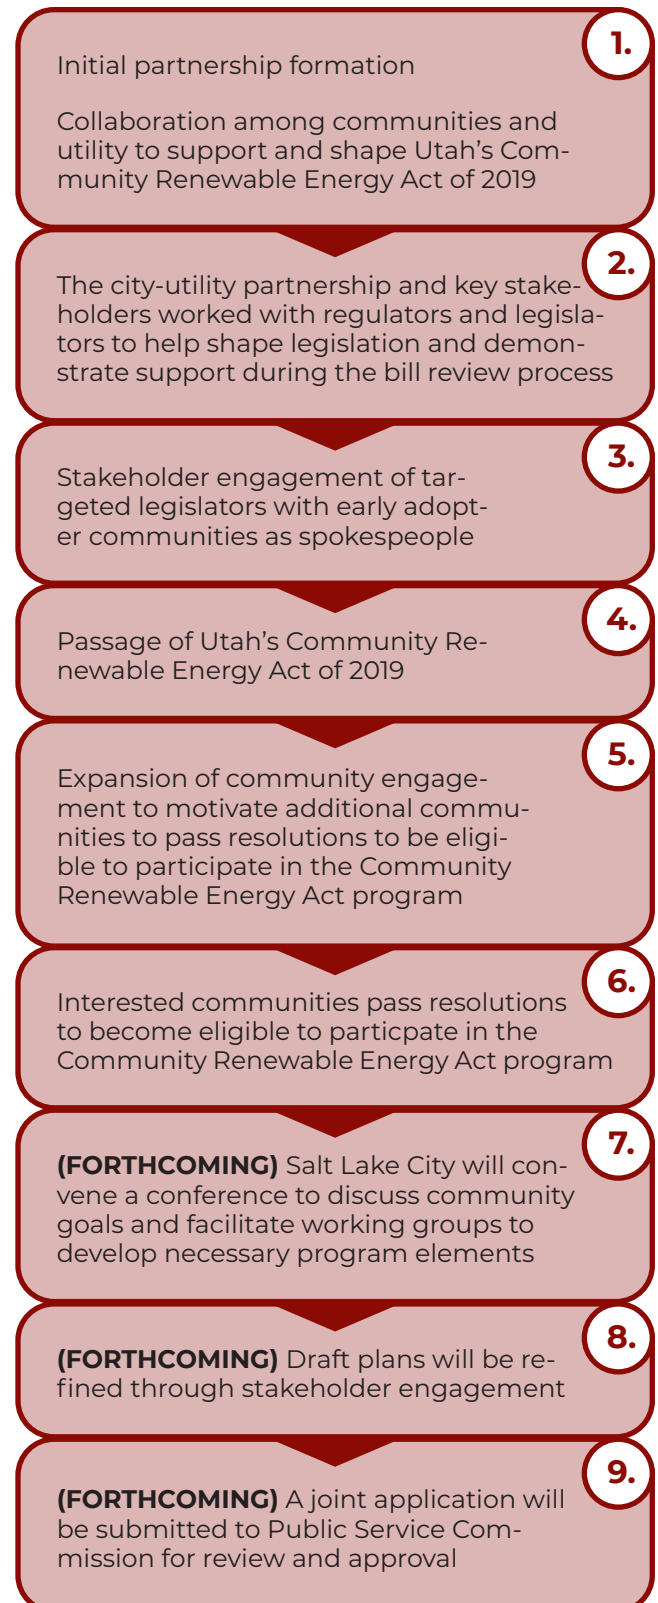 1.
Initial partnership formation
Collaboration among communities and
utility to support and shape Utah’s Com-
munity Renewable Energy Act of 2019
2.
The city-utility partnership and key stake-
holders worked with regulators and legisla-
tors to help shape legislation and demon-
strate support during the bill review process
3.
Stakeholder engagement of tar-
geted legislators with early adopt-
er communities as spokespeople
4.
Passage of Utah’s Community Re-
newable Energy Act of 2019
5.
Expansion of community engage-
ment to motivate additional commu-
nities to pass resolutions to be eligi-
ble to participate in the Community
Renewable Energy Act program
6.
Interested communities pass resolutions
to become eligible to particpate in the
Community Renewable Energy Act program
7.
(FORTHCOMING) Salt Lake City will con-
vene a conference to discuss community
goals and facilitate working groups to
develop necessary program elements
8.
(FORTHCOMING) Draft plans will be re-
fined through stakeholder engagement
9.
(FORTHCOMING) A joint application will
be submitted to Public Service Com-
mission for review and approval